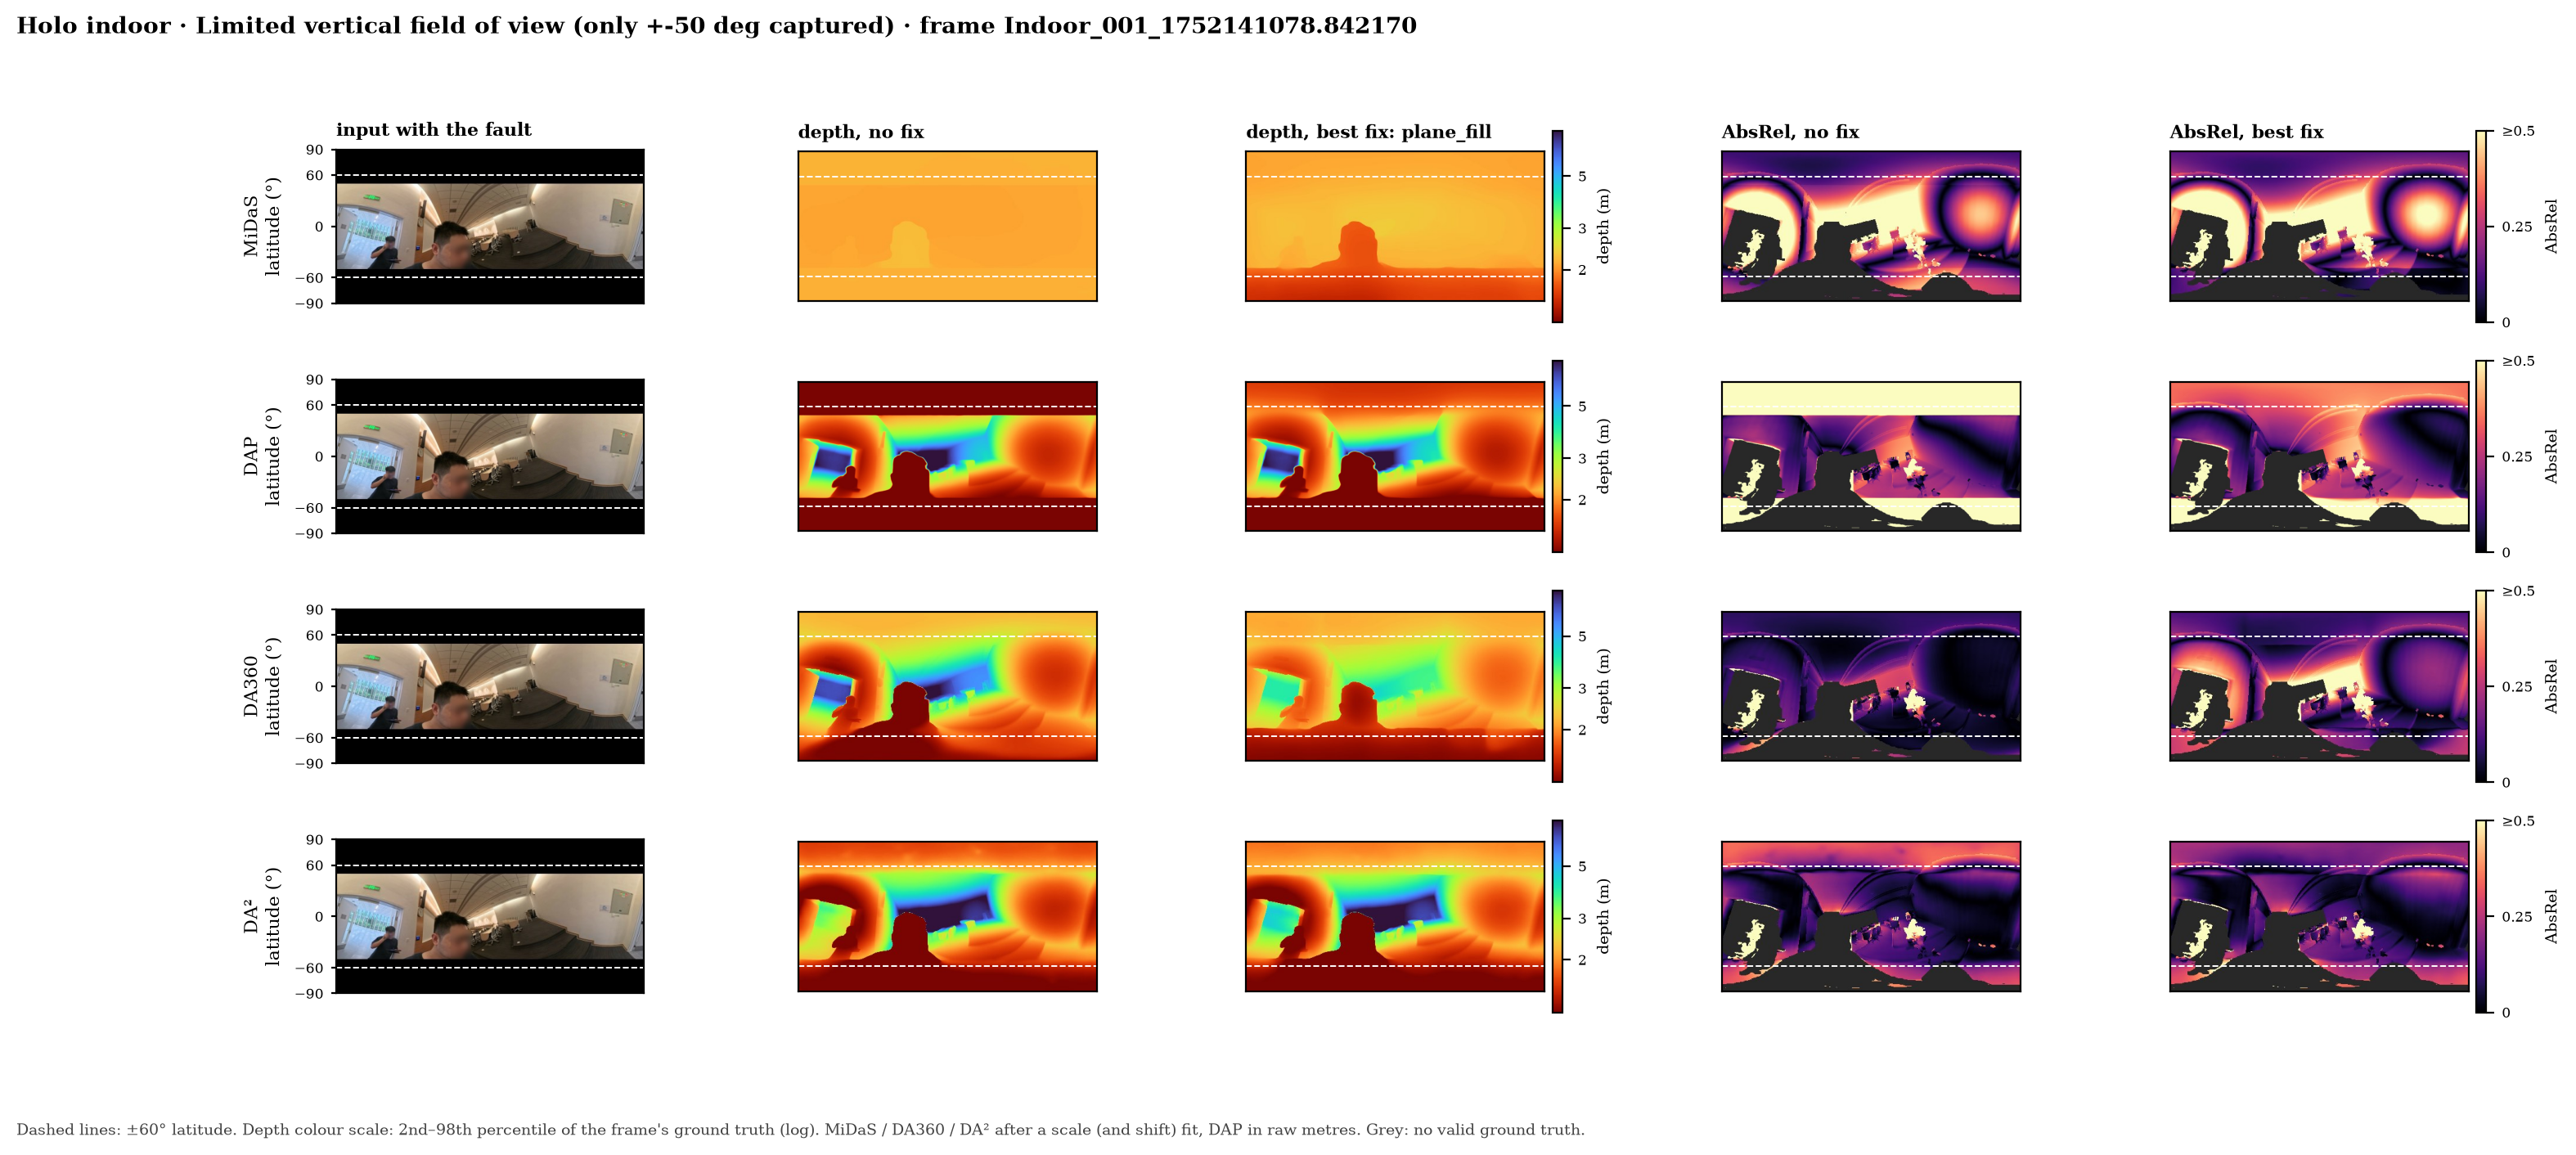 Holo indoor · Limited vertical field of view (only +-50 deg captured) · frame Indoor_001_1752141078.842170
input with the fault
depth, no fix
depth, best fix: plane_fill
AbsRel, no fix
AbsRel, best fix
MiDaS
latitude (°)
90
60
0
−60
−90
5
3
2
depth (m)
≥0.5
0.25
0
AbsRel
DAP
latitude (°)
90
60
0
−60
−90
5
3
2
depth (m)
≥0.5
0.25
0
AbsRel
DA360
latitude (°)
90
60
0
−60
−90
5
3
2
depth (m)
≥0.5
0.25
0
AbsRel
DA²
latitude (°)
90
60
0
−60
−90
5
3
2
depth (m)
≥0.5
0.25
0
AbsRel
Dashed lines: ±60° latitude. Depth colour scale: 2nd–98th percentile of the frame's ground truth (log). MiDaS / DA360 / DA² after a scale (and shift) fit, DAP in raw metres. Grey: no valid ground truth.